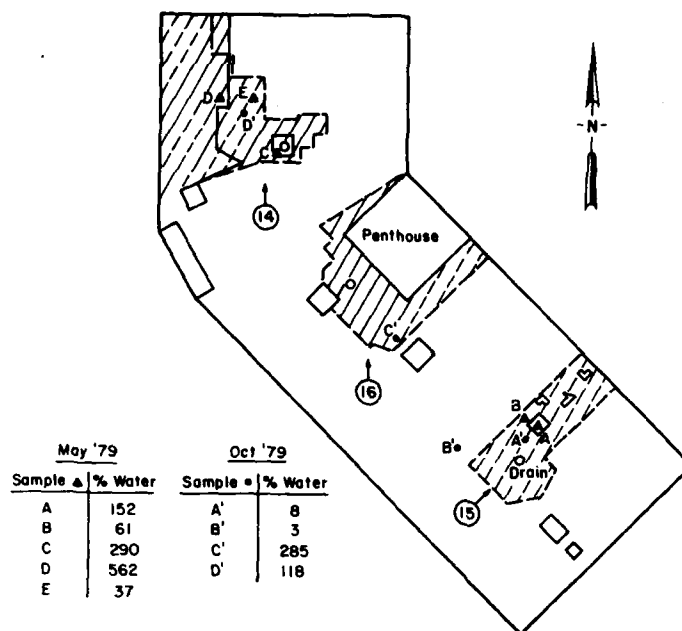 D
E
D'
C
N
14
Penthouse
C'
16
B
A'
A
B'
Drain
15
May '79
Sample ▲ | % Water
A 152
B 61
C 290
D 562
E 37
Oct '79
Sample • | % Water
A' 8
B' 3
C' 285
D' 118